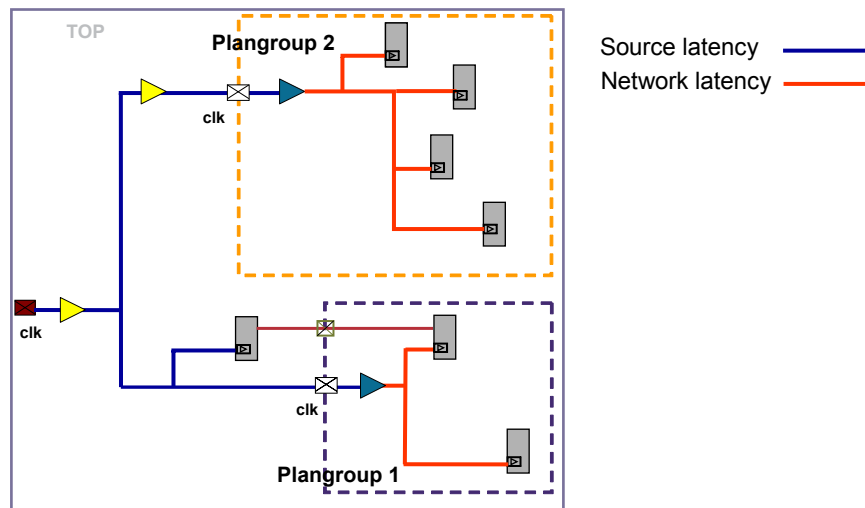 TOP
Plangroup 2
Source latency
Network latency
clk
clk
clk
Plangroup 1